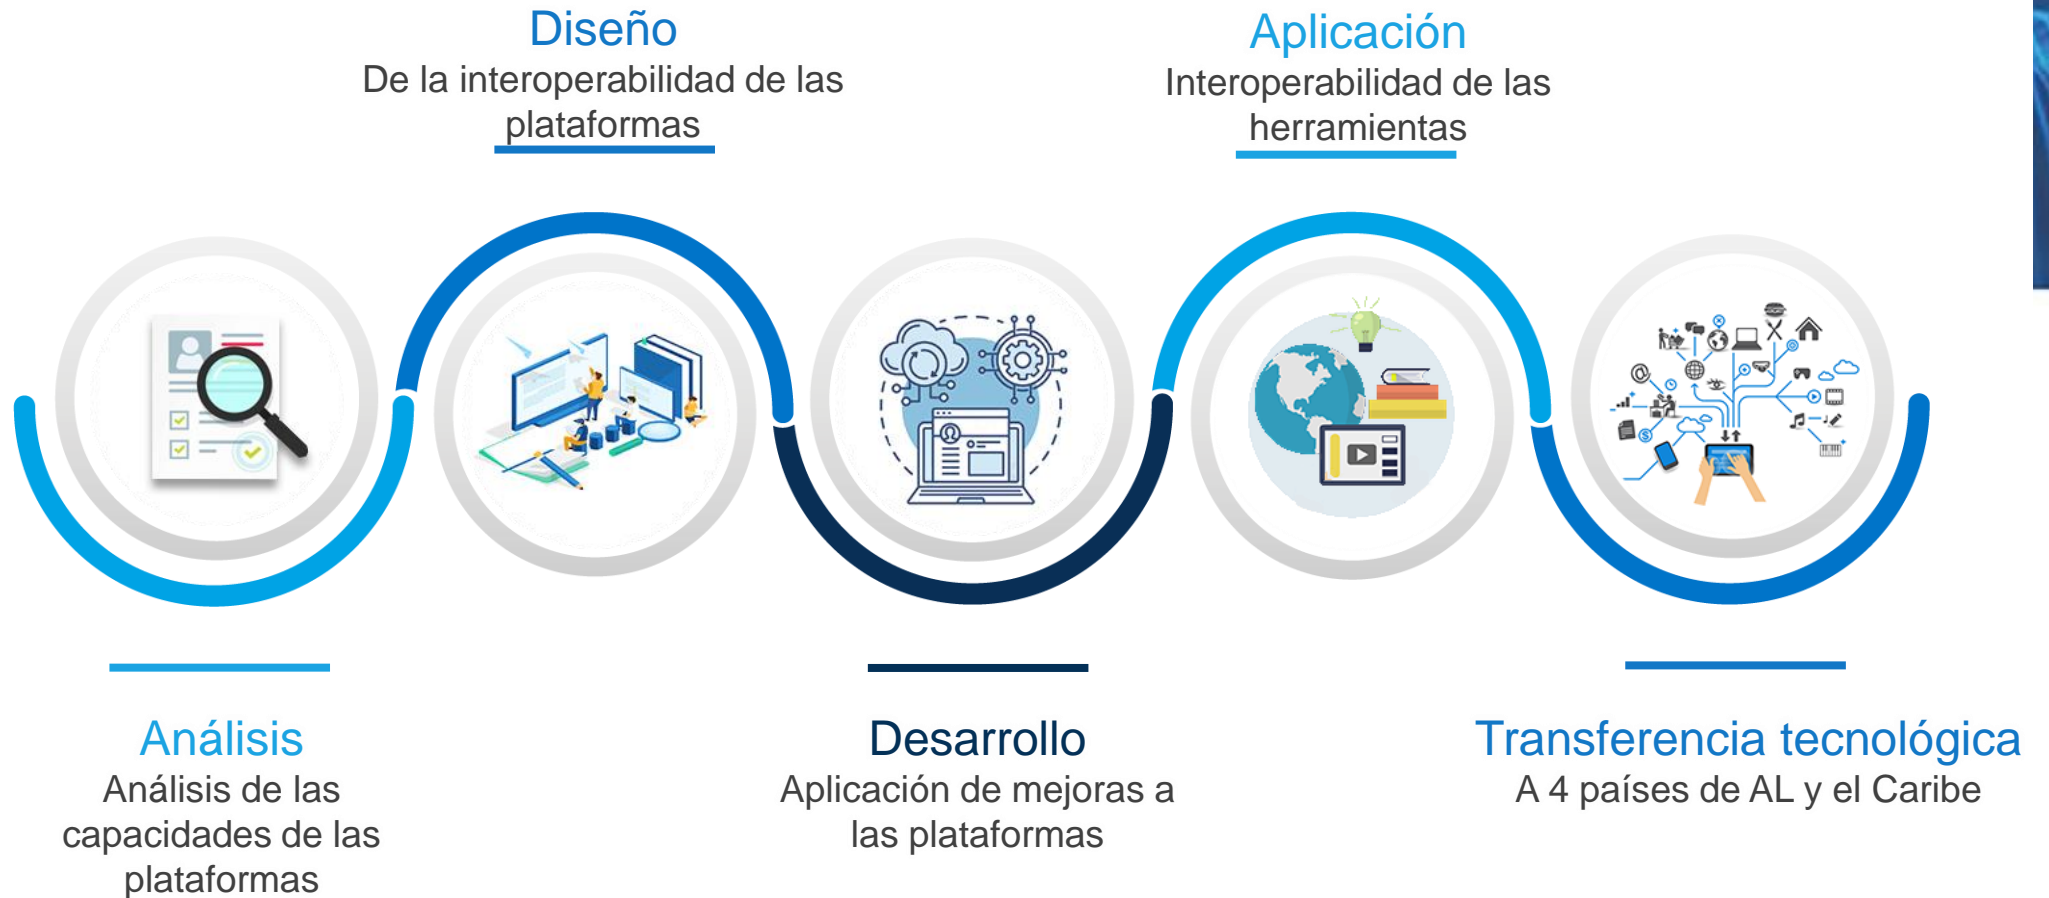 Diseño
De la interoperabilidad de las
plataformas
Aplicación
Interoperabilidad de las
herramientas
Análisis
Análisis de las
capacidades de las
plataformas
Desarrollo
Aplicación de mejoras a
las plataformas
Transferencia tecnológica
A 4 países de AL y el Caribe